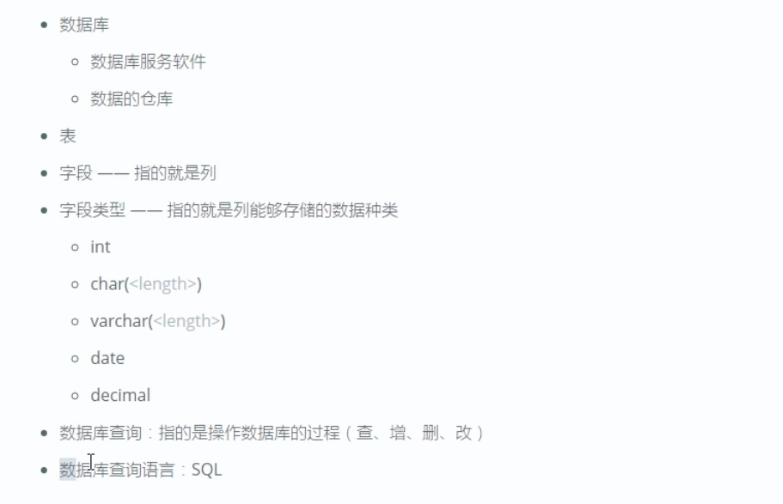 数据库
数据库服务软件
数据的仓库
表
字段 —— 指的就是列
字段类型 —— 指的就是列能够存储的数据种类
int
char(<length>)
varchar(<length>)
date
decimal
数据库查询：指的是操作数据库的过程（查、增、删、改）
数据库查询语言：SQL